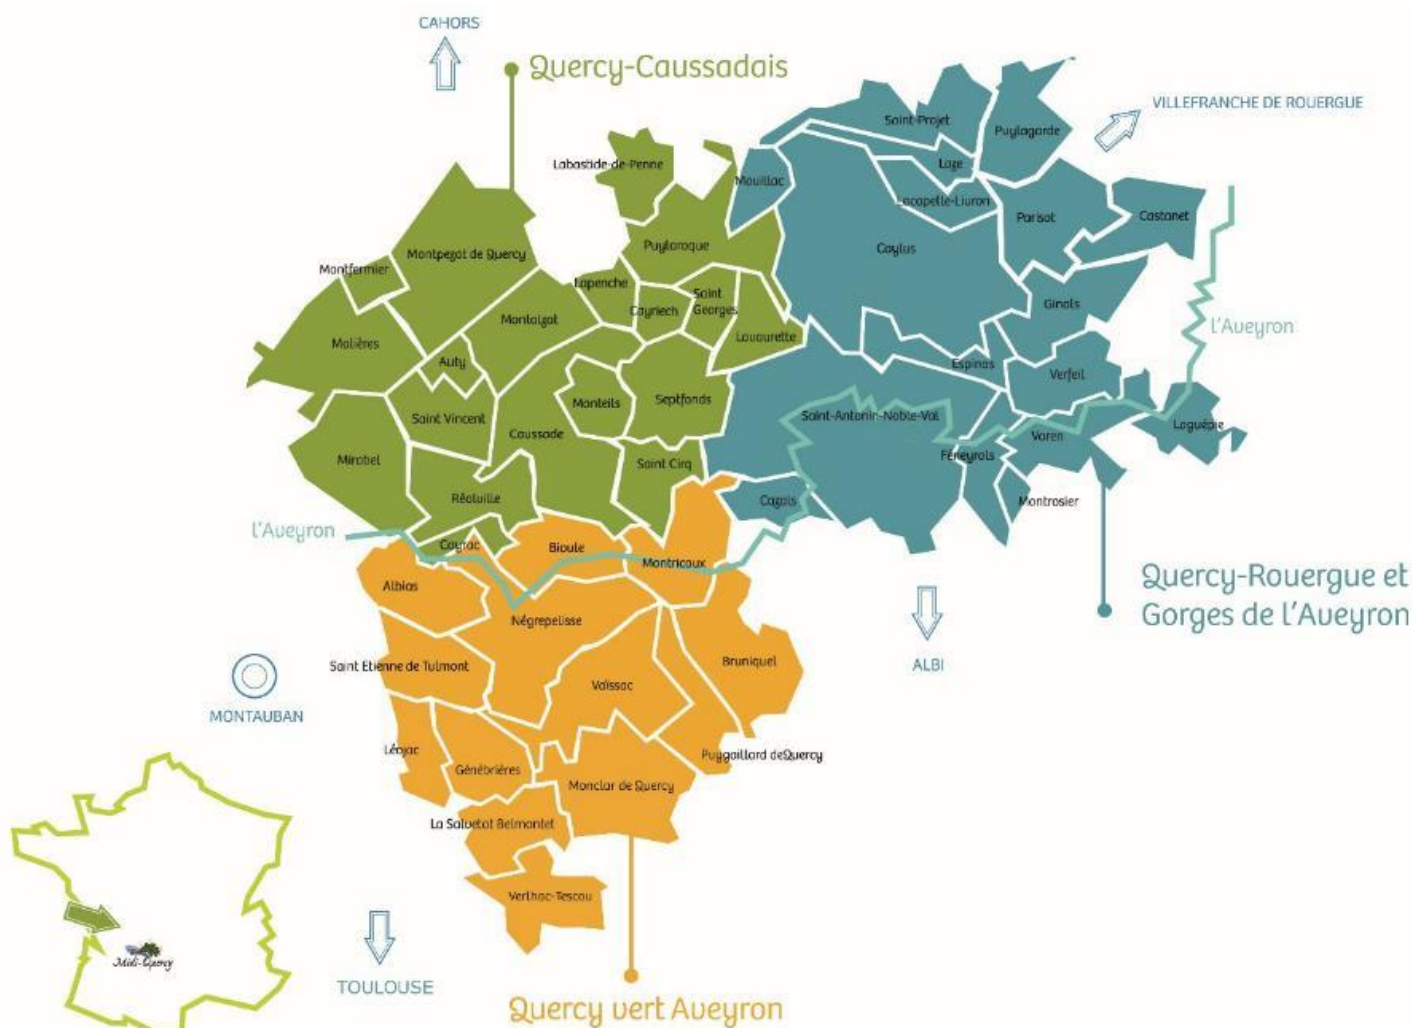 CAHORS
Quercy-Caussadais
VILLEFRANCHE DE ROUERGUE
Saint-Projet
Puylagarde
Labastide-de-Penne
Loze
Mouillac
Lacapelle-Livron
Parisot
Castanet
Puylaroque
Montpezat de Quercy
Caylus
Montfermier
Lapenche
Saint
Georges
Cayriech
Ginals
Montalzat
L'Aveyron
Molières
Lavaurette
Auty
Espinas
Verfeil
Monteils
Septfonds
Saint Vincent
Saint-Antonin-Noble-Val
Caussade
Varen
Laguépie
Mirabel
Saint Cirq
Féneyrols
Réalville
Cazals
Montrosier
L'Aveyron
Cayrac
Bioule
Montricoux
Quercy-Rouergue et
Gorges de l'Aveyron
Albias
Négrepelisse
Saint Etienne de Tulmont
Bruniquel
ALBI
Vaïssac
MONTAUBAN
Léojac
Puygaillard deQuercy
Génébrières
Monclar de Quercy
La Salvetat Belmontet
Verlhac-Tescou
Midi-Quercy
TOULOUSE
Quercy vert Aveyron